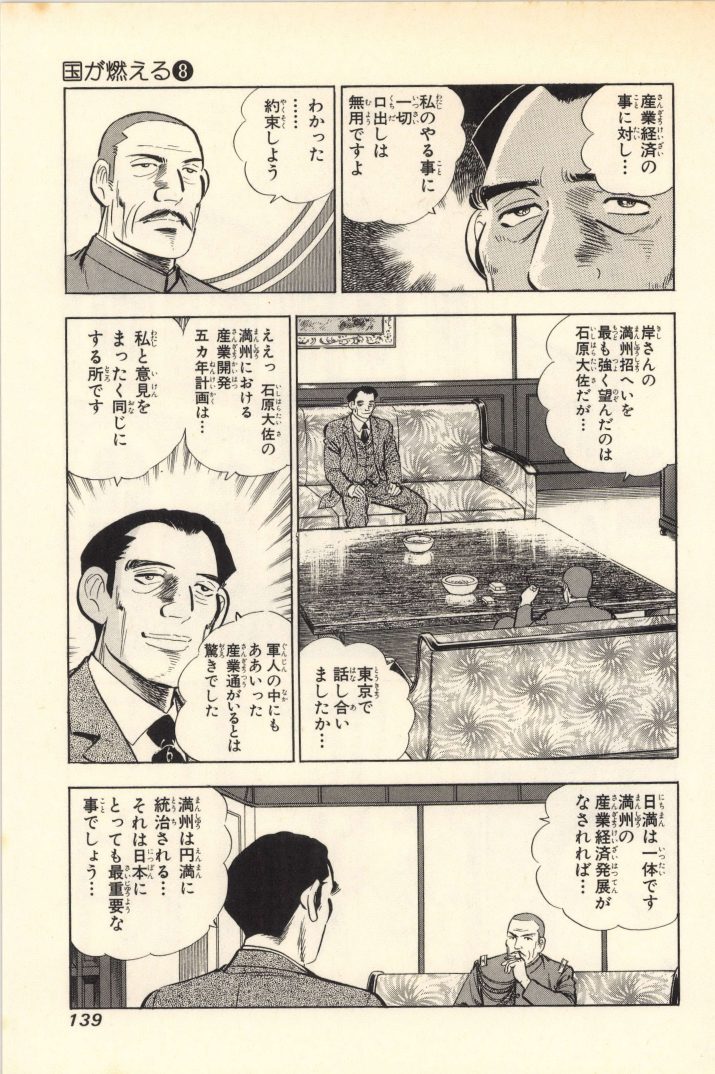 国が燃える❽
産業経済の
事に対し…
私のやる事に
一切
口出しは
無用ですよ
わかった
……
約束しよう
岸さんの
満州招へいを
最も強く望んだのは
石原大佐だが…
東京で
話し合い
ましたか…
ええっ 石原大佐の
満州における
産業開発
五カ年計画は…
私と意見を
まったく同じに
する所です
軍人の中にも
ああいった
産業通がいるとは
驚きでした
日満は一体です
満州の
産業経済発展が
なされれば…
満州は円満に
統治される…
それは日本に
とっても最重要な
事でしょう…
139